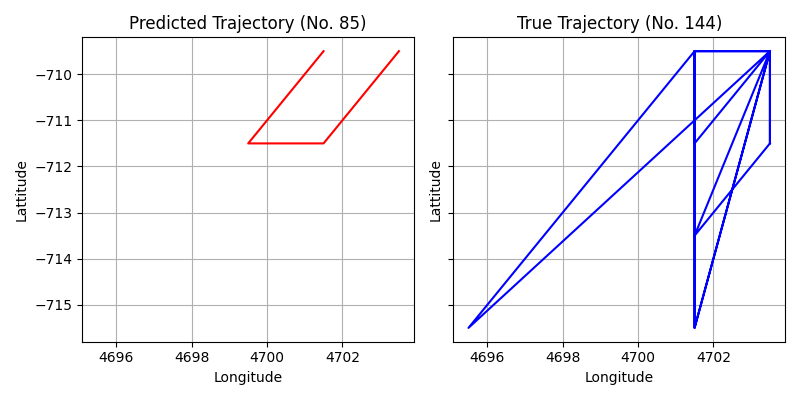 Predicted Trajectory (No. 85)
True Trajectory (No. 144)
−710
−711
−712
−713
−714
−715
Lattitude
Lattitude
4696 4698 4700 4702
4696 4698 4700 4702
Longitude
Longitude